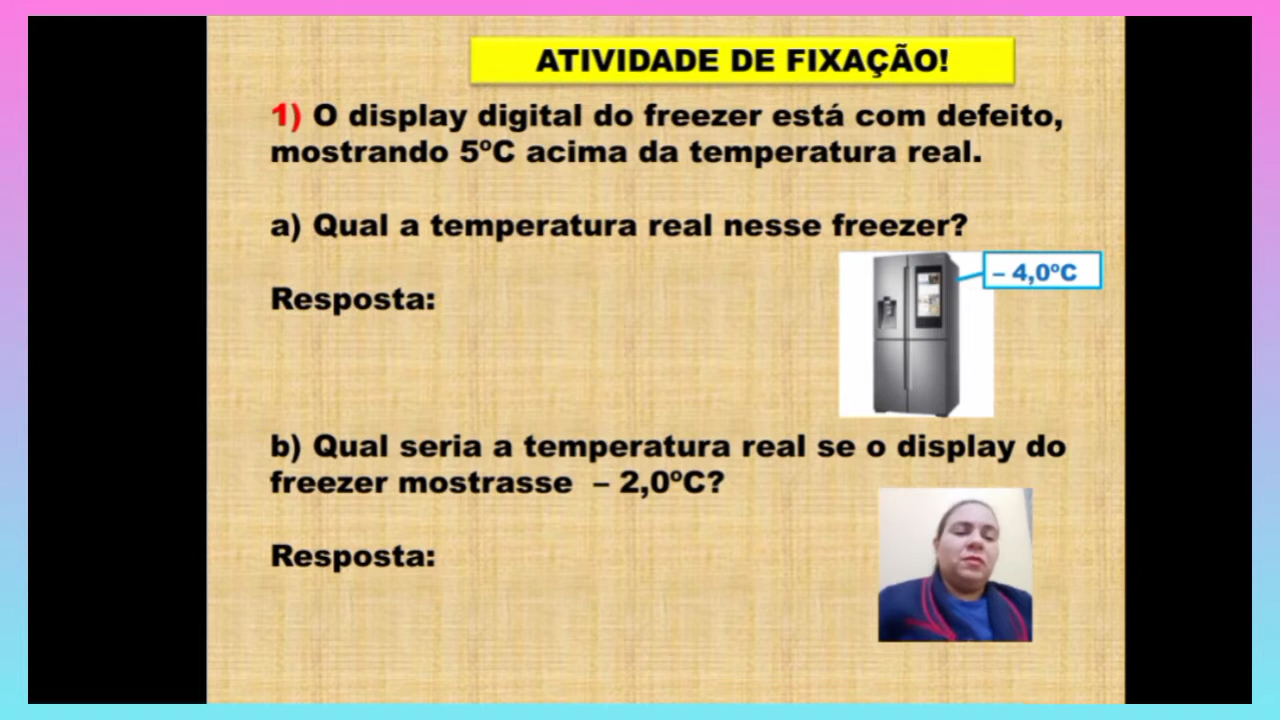 ATIVIDADE DE FIXAÇÃO!
1) O display digital do freezer está com defeito,
mostrando 5ºC acima da temperatura real.
a) Qual a temperatura real nesse freezer?
– 4,0ºC
Resposta:
b) Qual seria a temperatura real se o display do
freezer mostrasse – 2,0ºC?
Resposta: